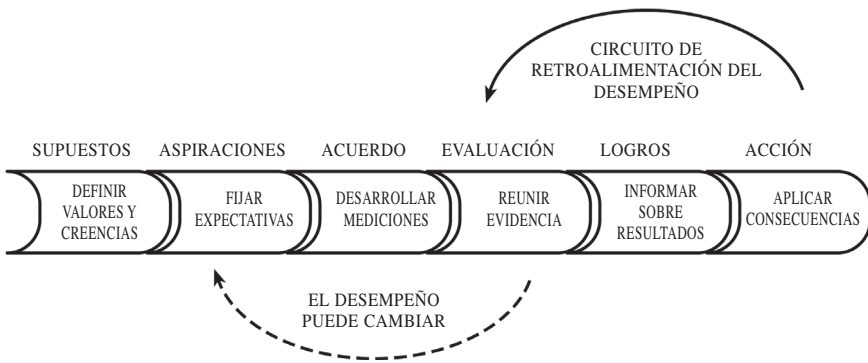 CIRCUITO DE
RETROALIMENTACIÓN DEL
DESEMPEÑO
SUPUESTOS
ASPIRACIONES
ACUERDO
EVALUACIÓN
LOGROS
ACCIÓN
DEFINIR
VALORES Y
CREENCIAS
FIJAR
EXPECTATIVAS
DESARROLLAR
MEDICIONES
REUNIR
EVIDENCIA
INFORMAR
SOBRE
RESULTADOS
APLICAR
CONSECUENCIAS
EL DESEMPEÑO
PUEDE CAMBIAR